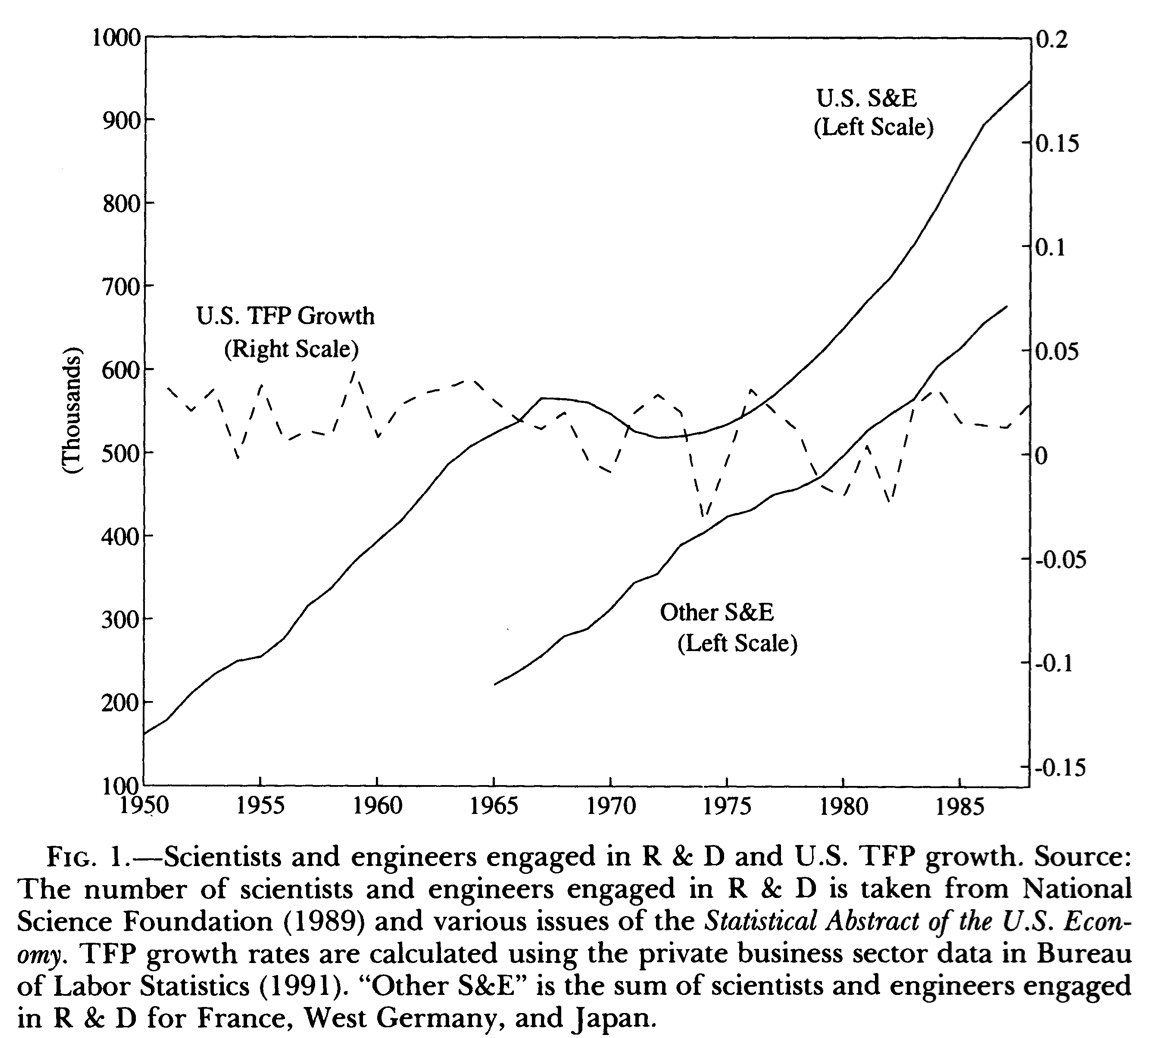 1000
900
800
700
600
500
400
300
200
100
(Thousands)
0.2
0.15
0.1
0.05
0
-0.05
-0.1
-0.15
U.S. S&E
(Left Scale)
U.S. TFP Growth
(Right Scale)
Other S&E
(Left Scale)
1950 1955 1960 1965 1970 1975 1980 1985
FIG. 1.—Scientists and engineers engaged in R & D and U.S. TFP growth. Source:
The number of scientists and engineers engaged in R & D is taken from National
Science Foundation (1989) and various issues of the Statistical Abstract of the U.S. Econ-
omy. TFP growth rates are calculated using the private business sector data in Bureau
of Labor Statistics (1991). “Other S&E” is the sum of scientists and engineers engaged
in R & D for France, West Germany, and Japan.